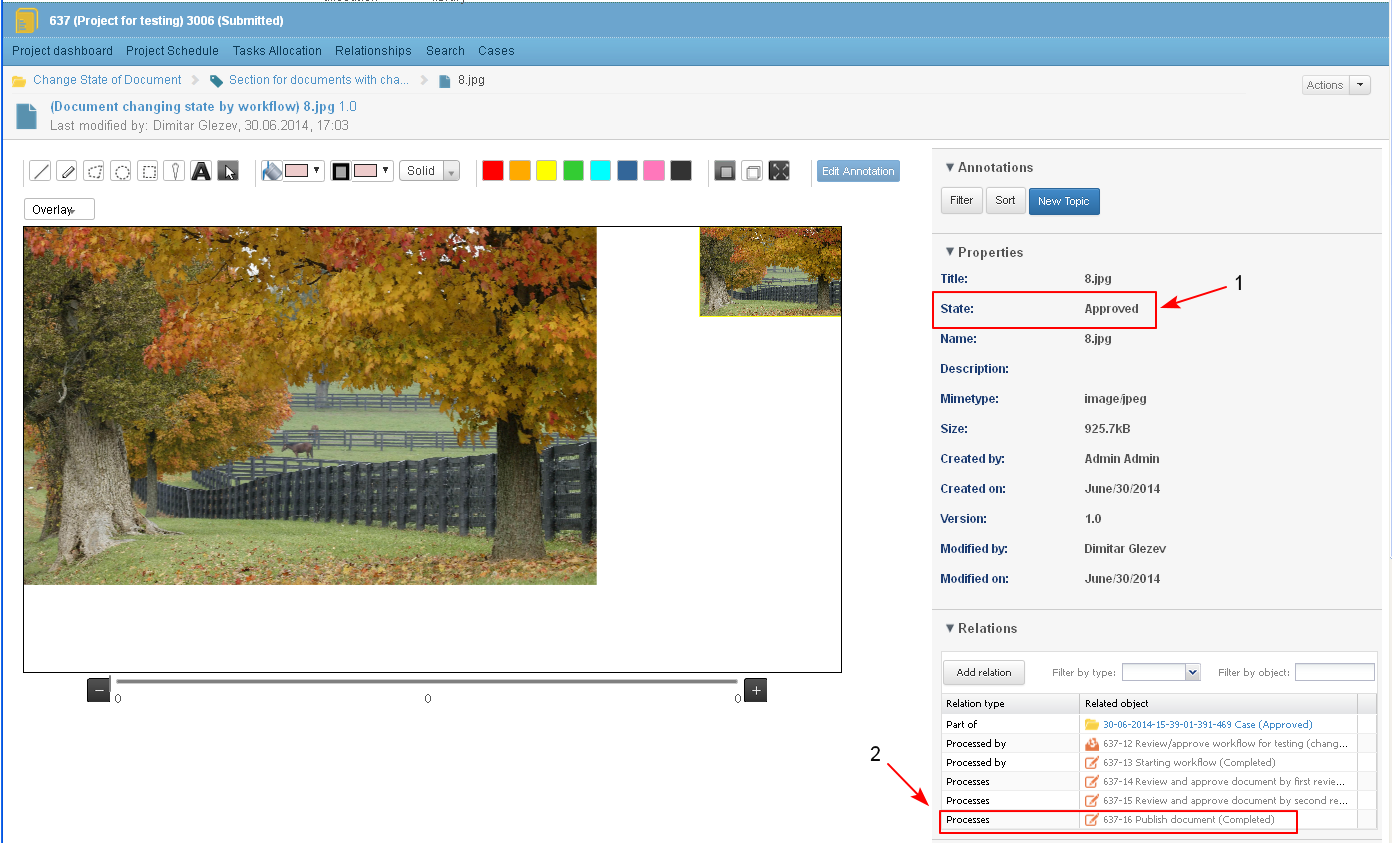 637 (Project for testing) 3006 (Submitted)
Project dashboard Project Schedule Tasks Allocation Relationships Search Cases
Change State of Document Section for documents with cha... 8.jpg
Actions
(Document changing state by workflow) 8.jpg 1.0
Last modified by: Dimitar Glezev, 30.06.2014, 17:03
A Solid Edit Annotation
Overlay
Annotations
Filter Sort New Topic
Properties
Title: 8.jpg
1
State: Approved
Name: 8.jpg
Description:
Mimetype: image/jpeg
Size: 925.7kB
Created by: Admin Admin
Created on: June/30/2014
Version: 1.0
Modified by: Dimitar Glezev
Modified on: June/30/2014
Relations
Add relation Filter by type: Filter by object:
0 0 0
Relation type Related object
Part of 30-06-2014-15-39-01-391-469 Case (Approved)
Processed by 637-12 Review/approve workflow for testing (chang...
Processed by 637-13 Starting workflow (Completed)
Processes 637-14 Review and approve document by first revie...
Processes 637-15 Review and approve document by second re...
2
Processes 637-16 Publish document (Completed)